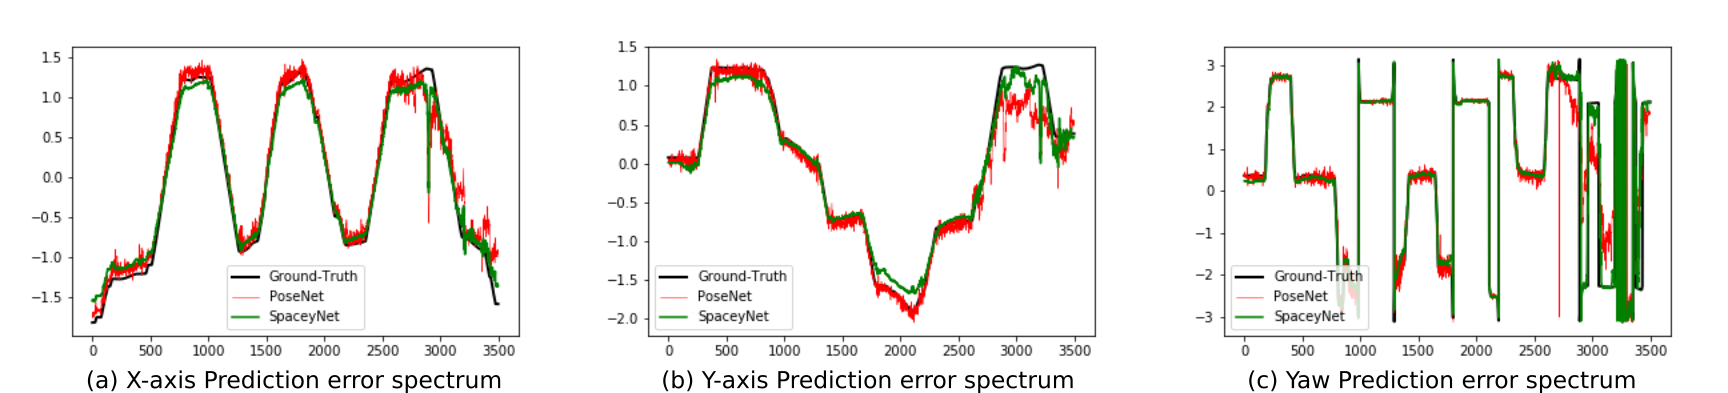 1.5
1.0
0.5
0.0
−0.5
−1.0
−1.5
0 500 1000 1500 2000 2500 3000 3500
Ground-Truth
PoseNet
SpaceyNet
(a) X-axis Prediction error spectrum
1.5
1.0
0.5
0.0
−0.5
−1.0
−1.5
−2.0
0 500 1000 1500 2000 2500 3000 3500
Ground-Truth
PoseNet
SpaceyNet
(b) Y-axis Prediction error spectrum
3
2
1
0
−1
−2
−3
0 500 1000 1500 2000 2500 3000 3500
Ground-Truth
PoseNet
SpaceyNet
(c) Yaw Prediction error spectrum